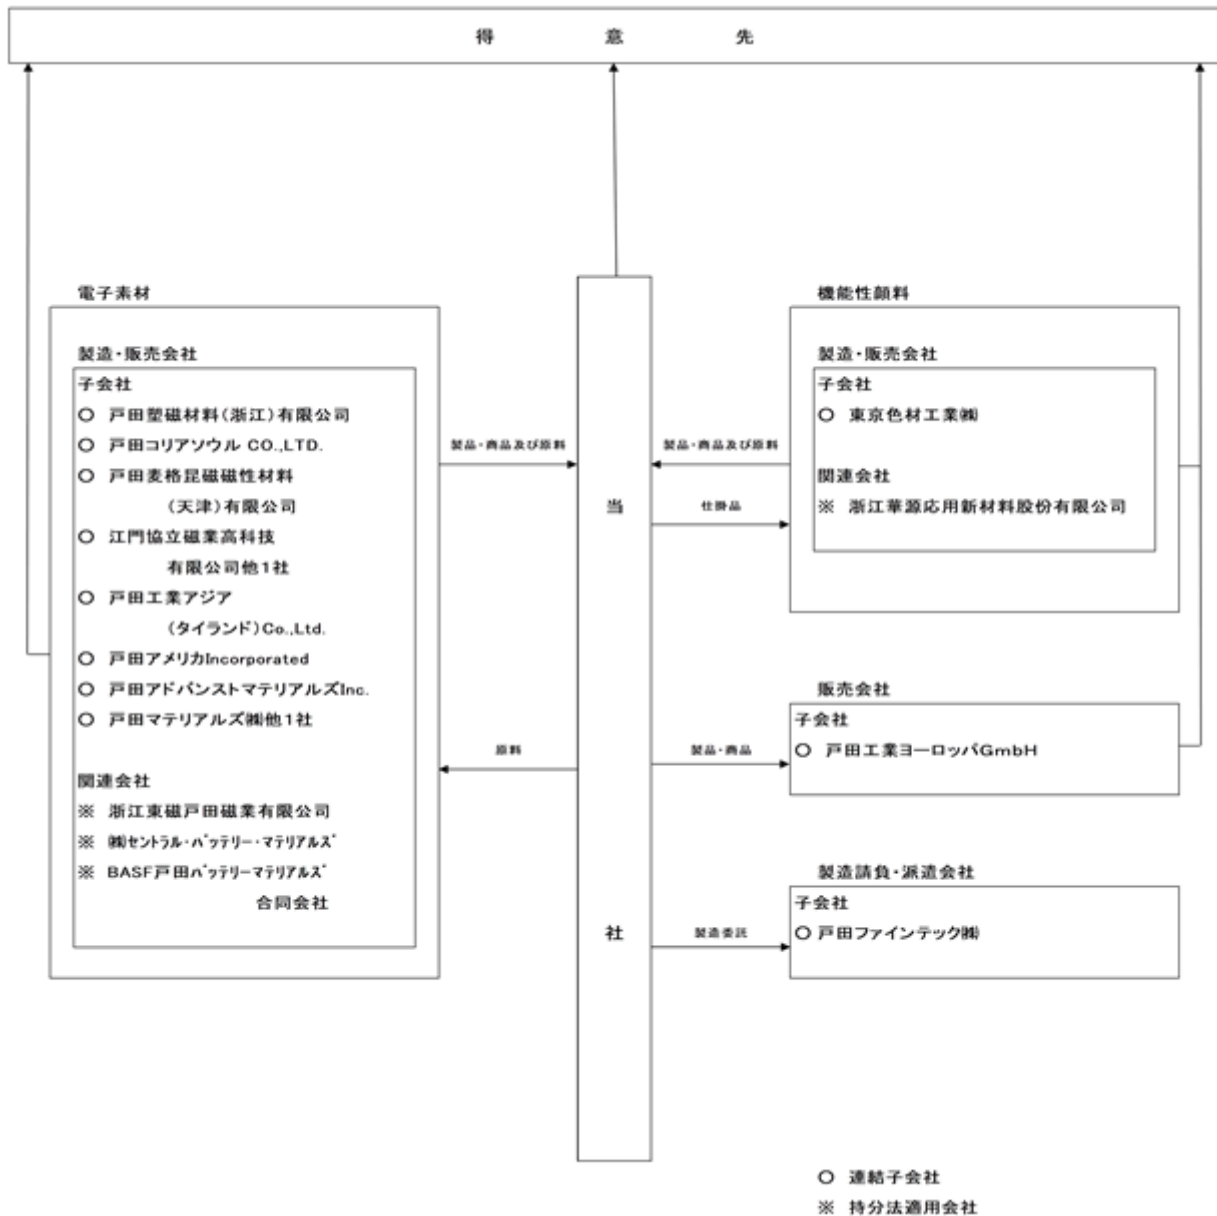 得意先
電子素材
製造・販売会社
子会社
○ 戸田塑磁材料(浙江)有限公司
○ 戸田コリアソウル CO.,LTD.
○ 戸田麦格昆磁磁性材料
(天津)有限公司
○ 江門協立磁業高科技
有限公司他1社
○ 戸田工業アジア
(タイランド)Co.,Ltd.
○ 戸田アメリカIncorporated
○ 戸田アドバンストマテリアルズInc.
○ 戸田マテリアルズ㈱他1社
関連会社
※ 浙江東磁戸田磁業有限公司
※ ㈱セントラル・バッテリー・マテリアルズ
※ BASF戸田バッテリーマテリアルズ
合同会社
製品・商品及び原料
原料
当社
製品・商品及び原料
仕掛品
製品・商品
製造委託
機能性顔料
製造・販売会社
子会社
○ 東京色材工業㈱
関連会社
※ 浙江華源応用新材料股份有限公司
販売会社
子会社
○ 戸田工業ヨーロッパGmbH
製造請負・派遣会社
子会社
○ 戸田ファインテック㈱
○ 連結子会社
※ 持分法適用会社